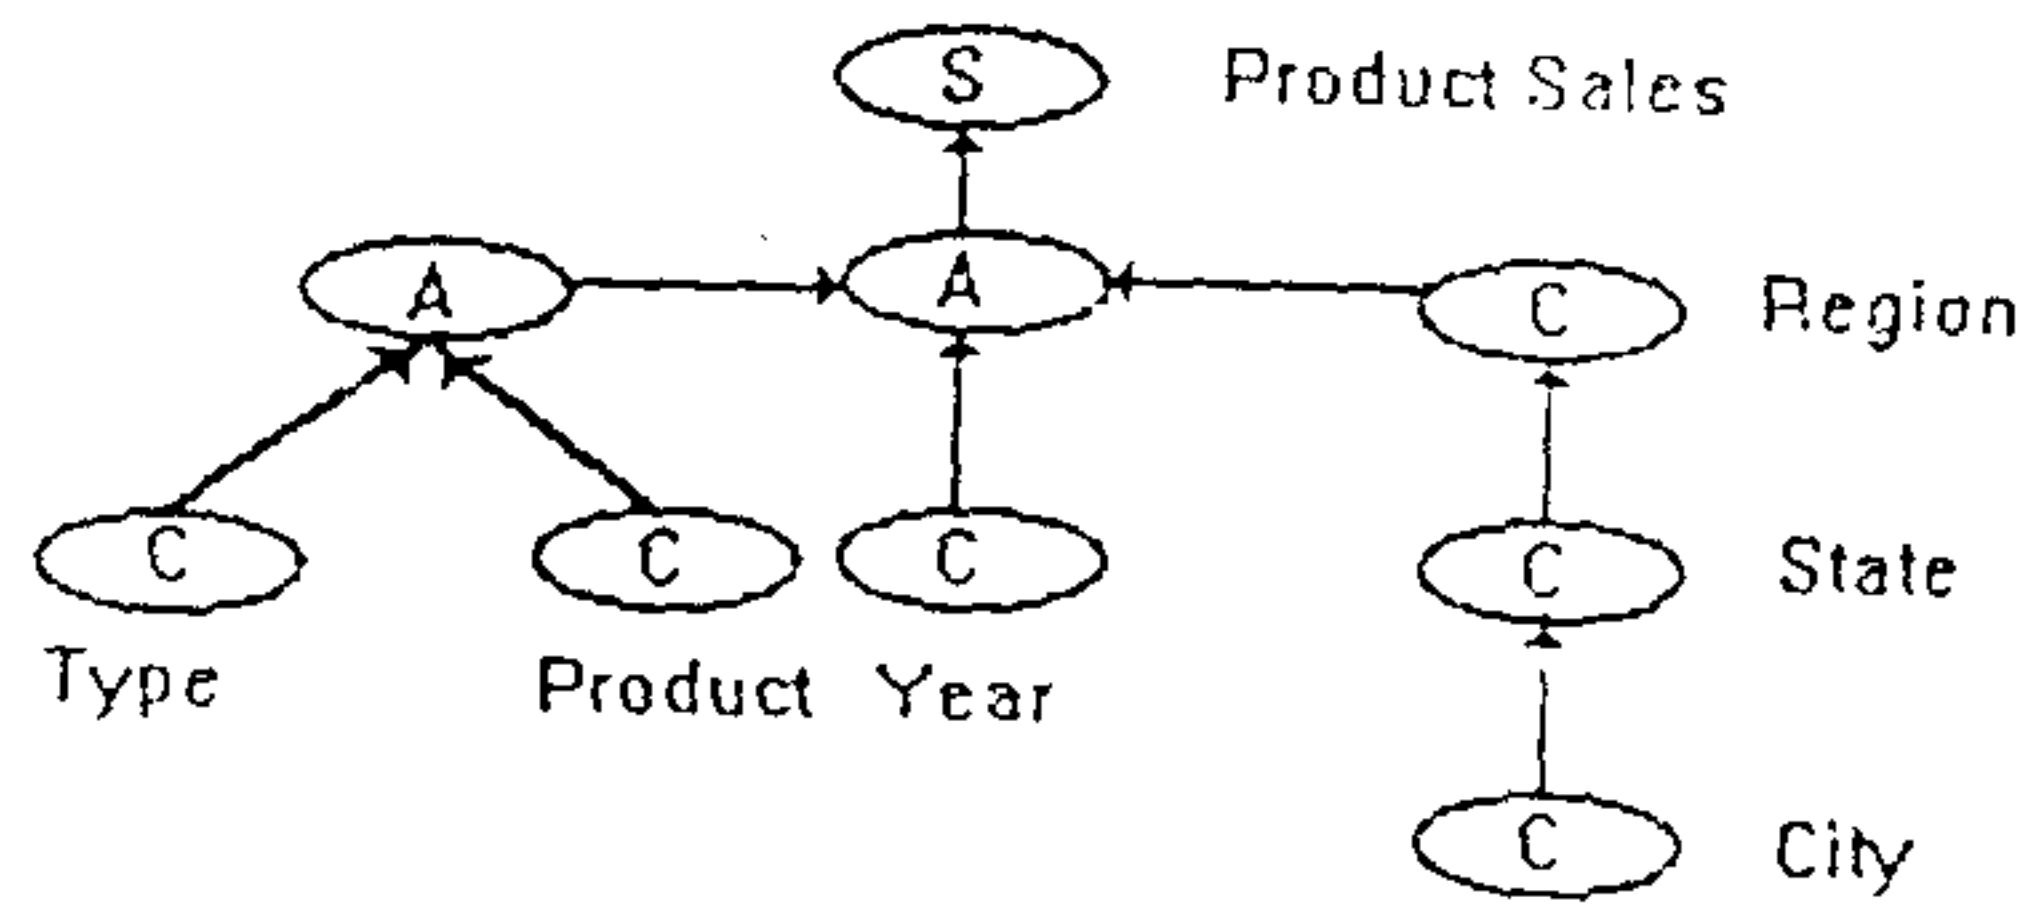 S Product Sales
A A C Region
C C C C State
Type Product Year
C City